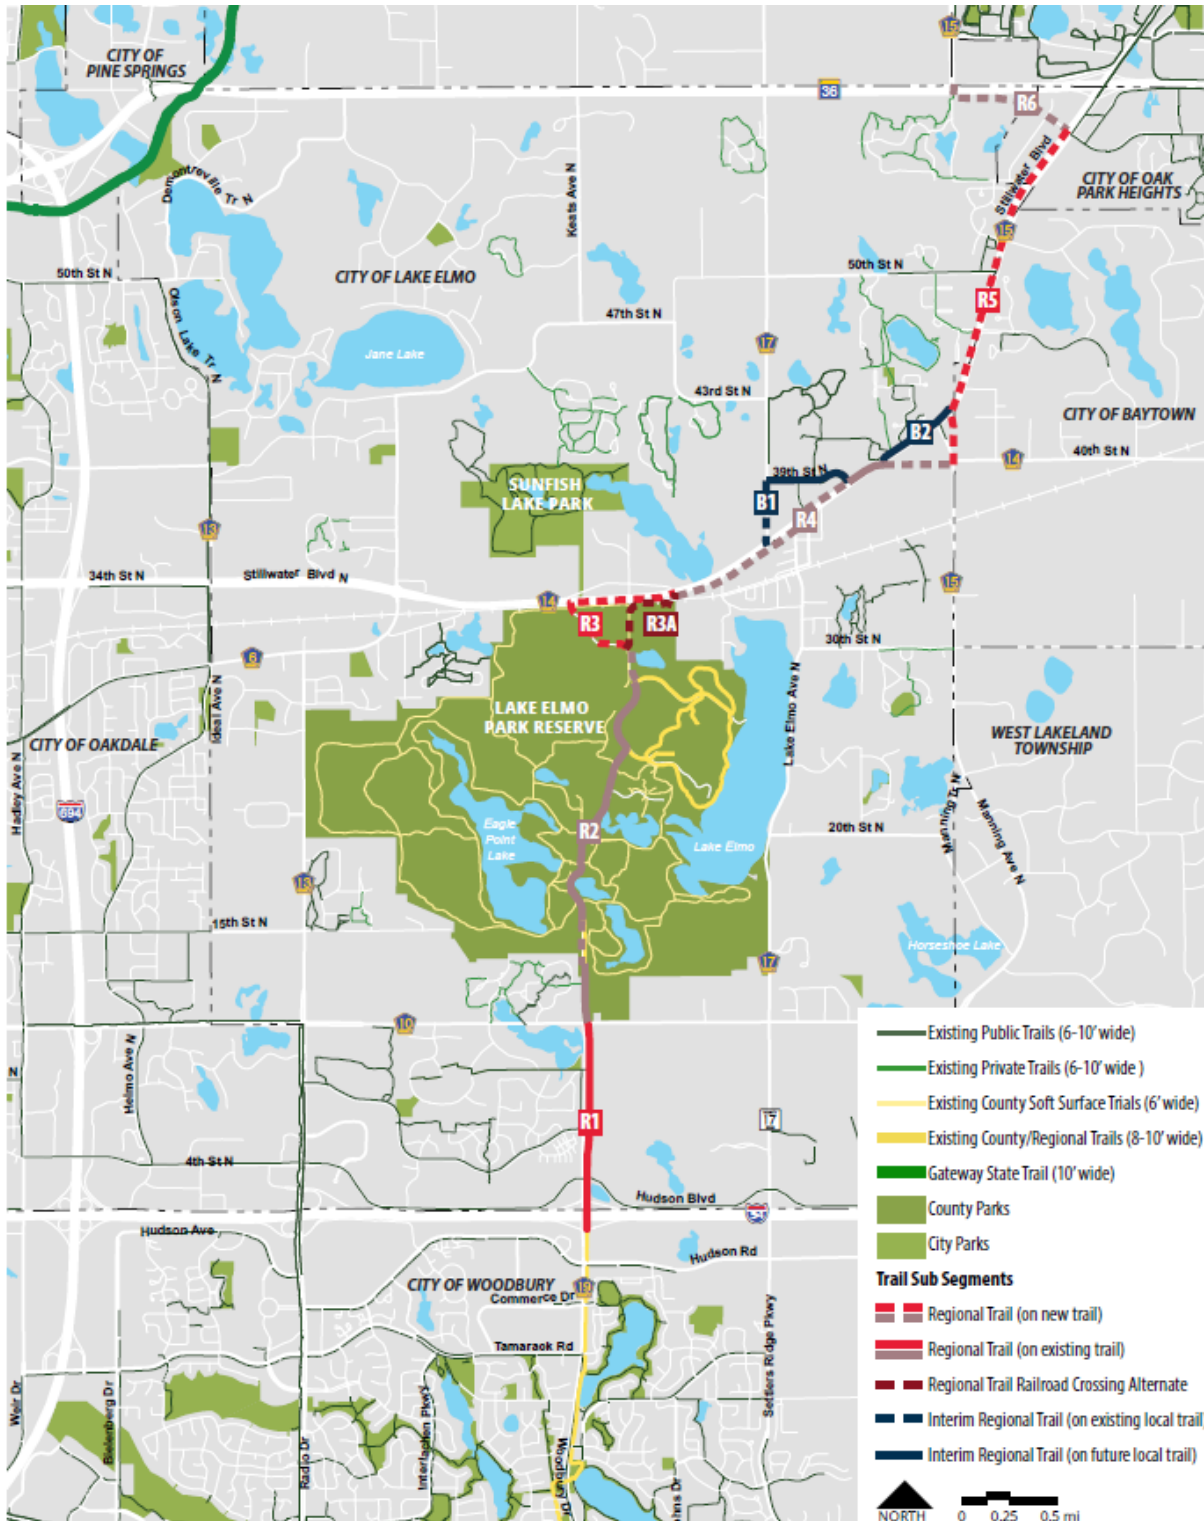 CITY OF
PINE SPRINGS
15
36
R6
Stillwater Blvd
CITY OF OAK
PARK HEIGHTS
Demontreville Tr N
Keats Ave N
15
50th St N
CITY OF LAKE ELMO
50th St N
R5
Olson Lake Tr N
47th St N
Jane Lake
17
43rd St N
CITY OF BAYTOWN
B2
40th St N
14
39th St N
SUNFISH
LAKE PARK
B1
R4
13
34th St N
Stillwater Blvd N
15
14
R3
R3A
30th St N
6
Ideal Ave N
LAKE ELMO
PARK RESERVE
Lake Elmo Ave N
CITY OF OAKDALE
WEST LAKELAND
TOWNSHIP
Hadley Ave N
694
Manning Tr N
Manning Ave N
R2
20th St N
Eagle
Point
Lake
Lake Elmo
13
15th St N
Horseshoe Lake
17
10
Helmo Ave N
N
R1
17
4th St N
Hudson Blvd
Hudson Ave
Hudson Rd
CITY OF WOODBURY
19
Commerce Dr
Tamarack Rd
Settlers Ridge Pkwy
Weir Dr
Bielenberg Dr
Radio Dr
Interlachen Pkwy
Woodbury Dr
ohns Dr
Existing Public Trails (6-10' wide)
Existing Private Trails (6-10' wide )
Existing County Soft Surface Trials (6' wide)
Existing County/Regional Trails (8-10' wide)
Gateway State Trail (10' wide)
County Parks
City Parks
Trail Sub Segments
Regional Trail (on new trail)
Regional Trail (on existing trail)
Regional Trail Railroad Crossing Alternate
Interim Regional Trail (on existing local trail)
Interim Regional Trail (on future local trail)
NORTH
0 0.25 0.5 mi